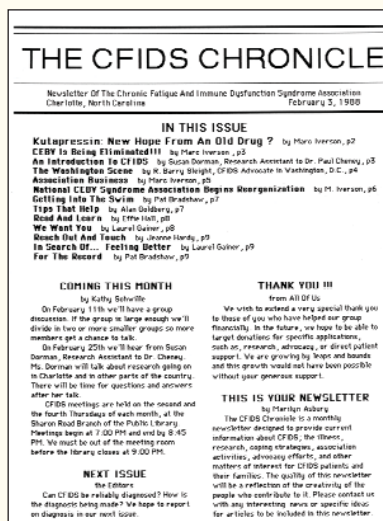 THE CFIDS CHRONICLE
Newsletter Of The Chronic Fatigue And Immune Dysfunction Syndrome Association
Charlotte, North Carolina February 3, 1988
IN THIS ISSUE
Kutapressin: New Hope From An Old Drug ? by Marc Iverson, p2
CEBV Is Being Eliminated!!! by Marc Iverson, p3
An Introduction To CFIDS by Susan Dorman, Research Assistant to Dr. Paul Cheney, p3
The Washington Scene by R. Barry Sleight, CFIDS Advocate in Washington, D.C., p4
Association Business by Marc Iverson, p5
National CEBV Syndrome Association Begins Reorganization by M. Iverson, p6
Getting Into The Swim by Pat Bradshaw, p7
Tips That Help by Alan Goldberg, p7
Read And Learn by Effie Hall, p8
We Want You by Laurel Gainer, p8
Reach Out And Touch by Jeanne Hardy, p9
In Search Of... Feeling Better by Laurel Gainer, p9
For The Record by Pat Bradshaw, p9
COMING THIS MONTH
by Kathy Schwille
On February 11th we'll have a group
discussion. If the group is large enough we'll
divide in two or more smaller groups so more
members get a chance to talk.
On February 25th we'll hear from Susan
Dorman, Research Assistant to Dr. Cheney.
Ms. Dorman will talk about research going on
in Charlotte and in other parts of the country.
There will be time for questions and answers
after her talk.
CFIDS meetings are held on the second and
the fourth Thursdays of each month, at the
Sharon Road Branch of the Public Library.
Meetings begin at 7:00 PM and end by 8:45
PM. We must be out of the meeting room
before the library closes at 9:00 PM.
NEXT ISSUE
the Editors
Can CFIDS be reliably diagnosed? How is
the diagnosis being made? We hope to report
on diagnosis in our next issue.
THANK YOU !!!
from All Of Us
We wish to extend a very special thank you
to those of you who have helped our group
financially. In the future, we hope to be able to
target donations for specific applications,
such as, research, advocacy, or direct patient
support. We are growing by leaps and bounds
and this growth would not have been possible
without your generous support.
THIS IS YOUR NEWSLETTER
by Marilyn Asbury
The CFIDS Chronicle is a monthly
newsletter designed to provide current
information about CFIDS; the illness,
research, coping strategies, association
activities, advocacy efforts, and other
matters of interest for CFIDS patients and
their families. The quality of this newsletter
will be a reflection of the creativity of the
people who contribute to it. Please contact us
with any interesting news or specific ideas
for articles to be included in this newsletter.